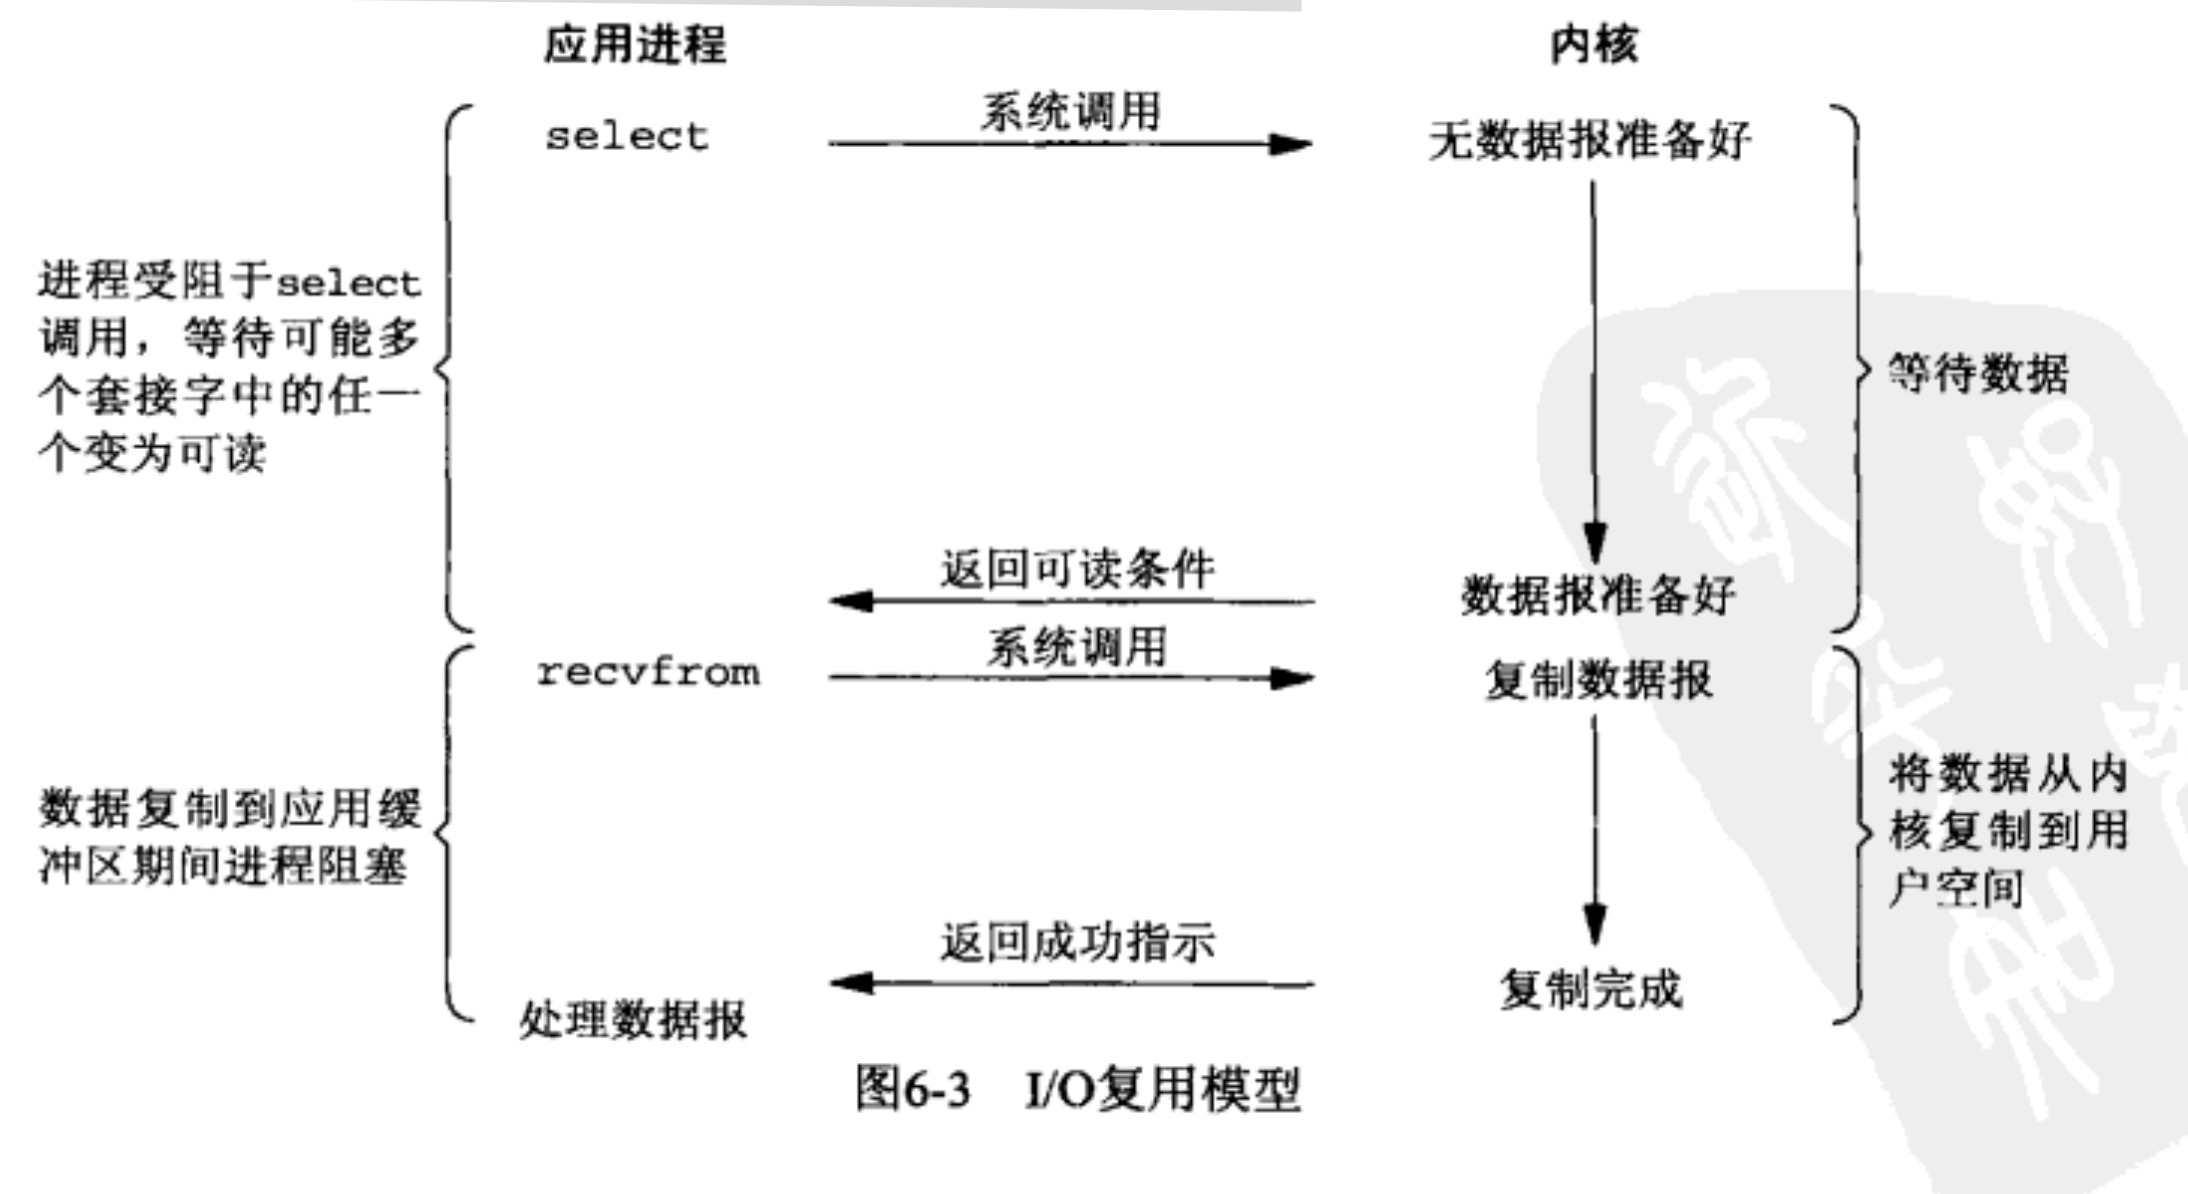 应用进程
内核
select
系统调用
无数据报准备好
进程受阻于select
调用，等待可能多
个套接字中的任一
个变为可读
等待数据
返回可读条件
数据报准备好
recvfrom
系统调用
复制数据报
数据复制到应用缓
冲区期间进程阻塞
将数据从内
核复制到用
户空间
返回成功指示
复制完成
处理数据报
图6-3 I/O复用模型